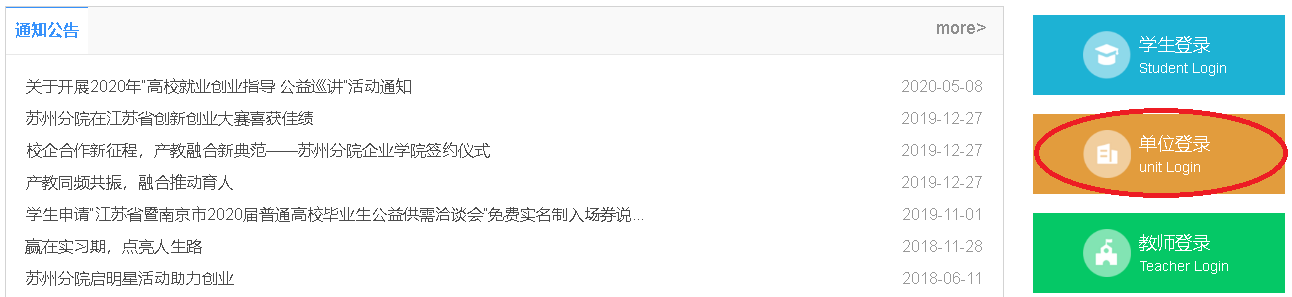 通知公告 more>
关于开展2020年“高校就业创业指导 公益巡讲”活动通知 2020-05-08
苏州分院在江苏省创新创业大赛喜获佳绩 2019-12-27
校企合作新征程，产教融合新典范——苏州分院企业学院签约仪式 2019-12-27
产教同频共振，融合推动育人 2019-12-27
学生申请“江苏省暨南京市2020届普通高校毕业生公益供需洽谈会”免费实名制入场券说... 2019-11-01
赢在实习期，点亮人生路 2018-11-28
苏州分院启明星活动助力创业 2018-06-11
学生登录
Student Login
单位登录
unit Login
教师登录
Teacher Login